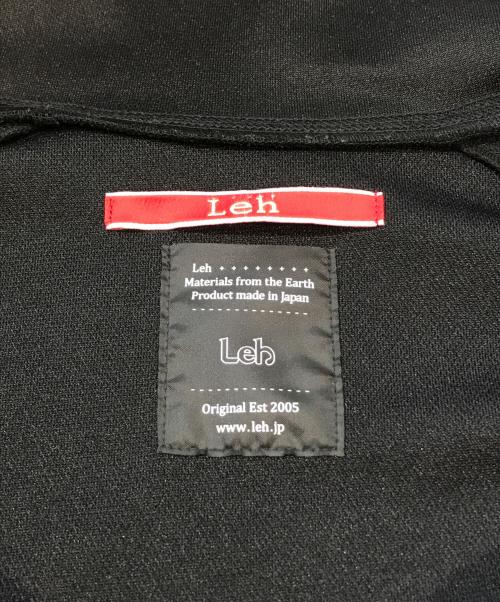 Leh
Leh + + + + + + + +
Materials from the Earth
Product made in Japan
Leh
Original Est 2005
www.leh.jp